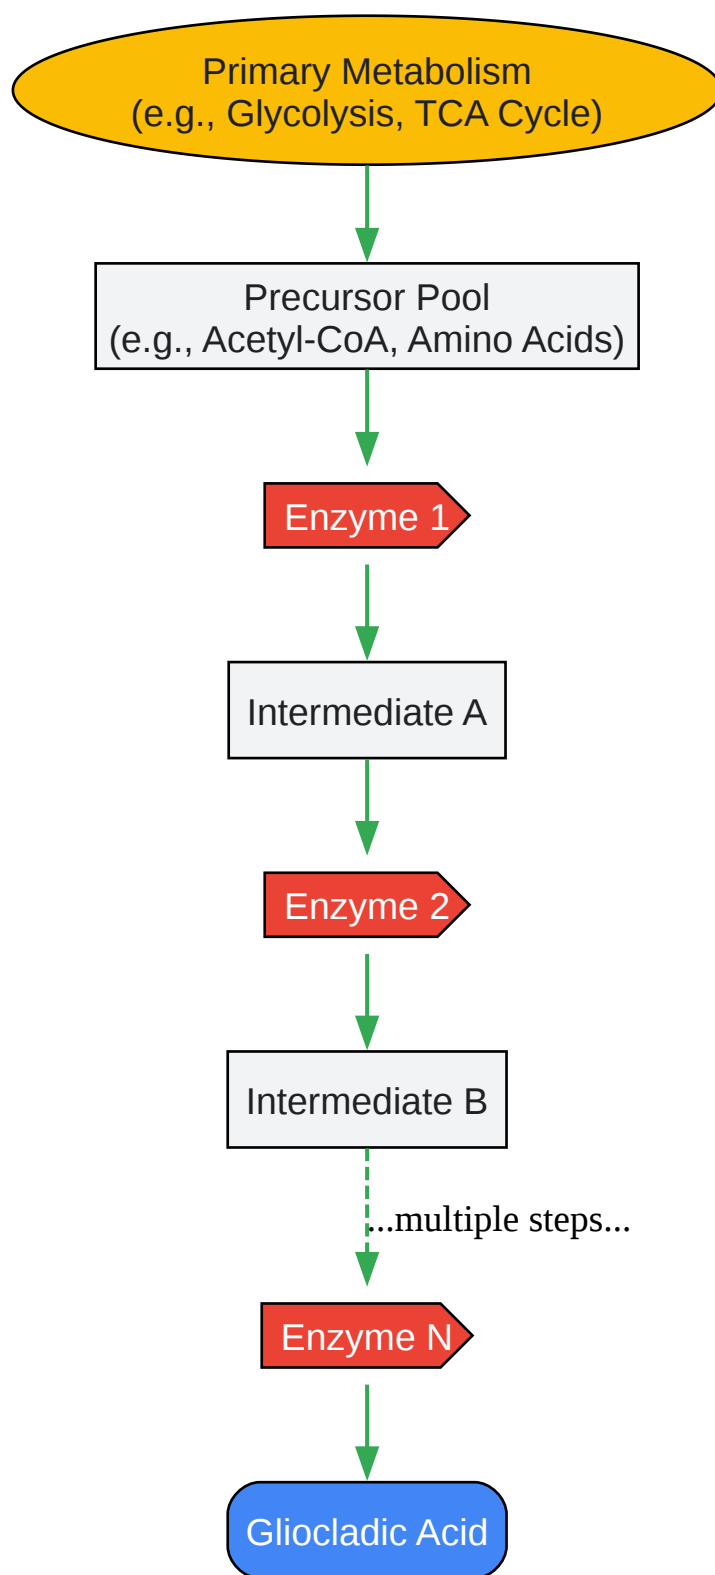 Primary Metabolism
(e.g., Glycolysis, TCA Cycle)
Precursor Pool
(e.g., Acetyl-CoA, Amino Acids)
Enzyme 1
Intermediate A
Enzyme 2
Intermediate B
...multiple steps...
Enzyme N
Gliocladic Acid